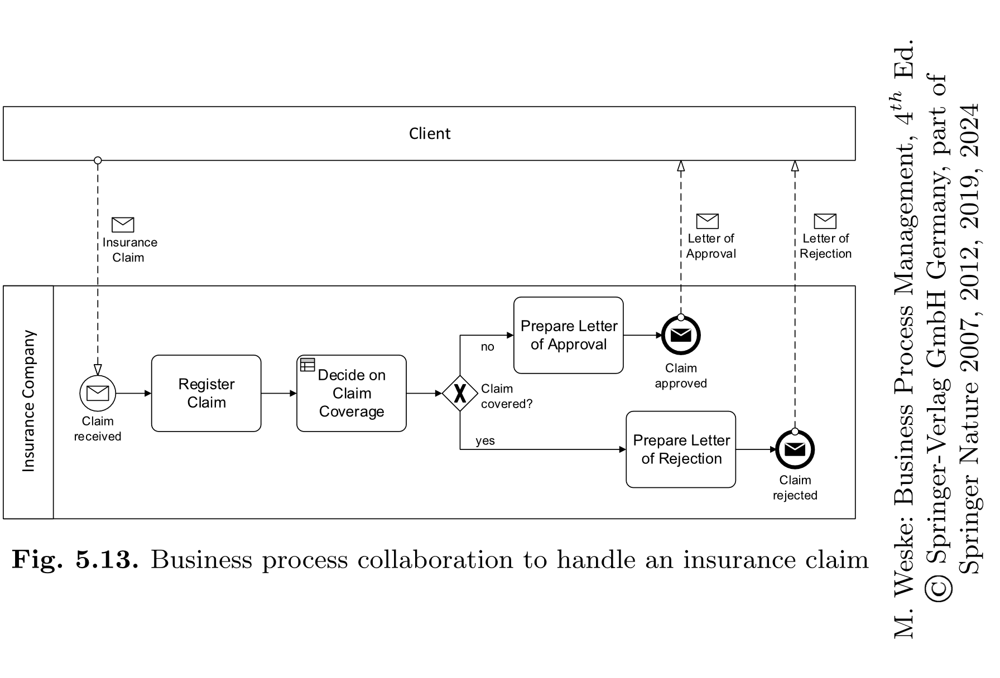 Client
Insurance
Claim
Letter of
Approval
Letter of
Rejection
Insurance Company
Claim
received
Register
Claim
Decide on
Claim
Coverage
X
Claim
covered?
no
Prepare Letter
of Approval
Claim
approved
yes
Prepare Letter
of Rejection
Claim
rejected
Fig. 5.13. Business process collaboration to handle an insurance claim
M. Weske: Business Process Management, 4th Ed.
© Springer-Verlag GmbH Germany, part of
Springer Nature 2007, 2012, 2019, 2024